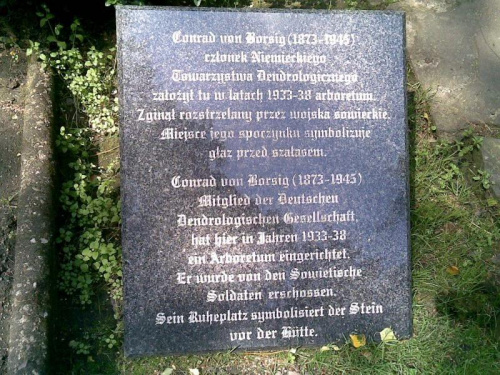 Conrad von Borsig (1873-1945)
członek Niemieckiego
Towarzystwa Dendrologicznego
założył tu w latach 1933-38 arboretum.
Zginął rozstrzelany przez wojska sowieckie.
Miejsce jego spoczynku symbolizuje
głaz przed szałasem.
Conrad von Borsig (1873-1945)
Mitglied der Deutschen
Dendrologischen Gesellschaft
hat hier in Jahren 1933-38
ein Arboretum eingerichtet.
Er wurde von den Sowietische
Soldaten erschossen.
Sein Ruheplatz symbolisiert der Stein
vor der Hütte.